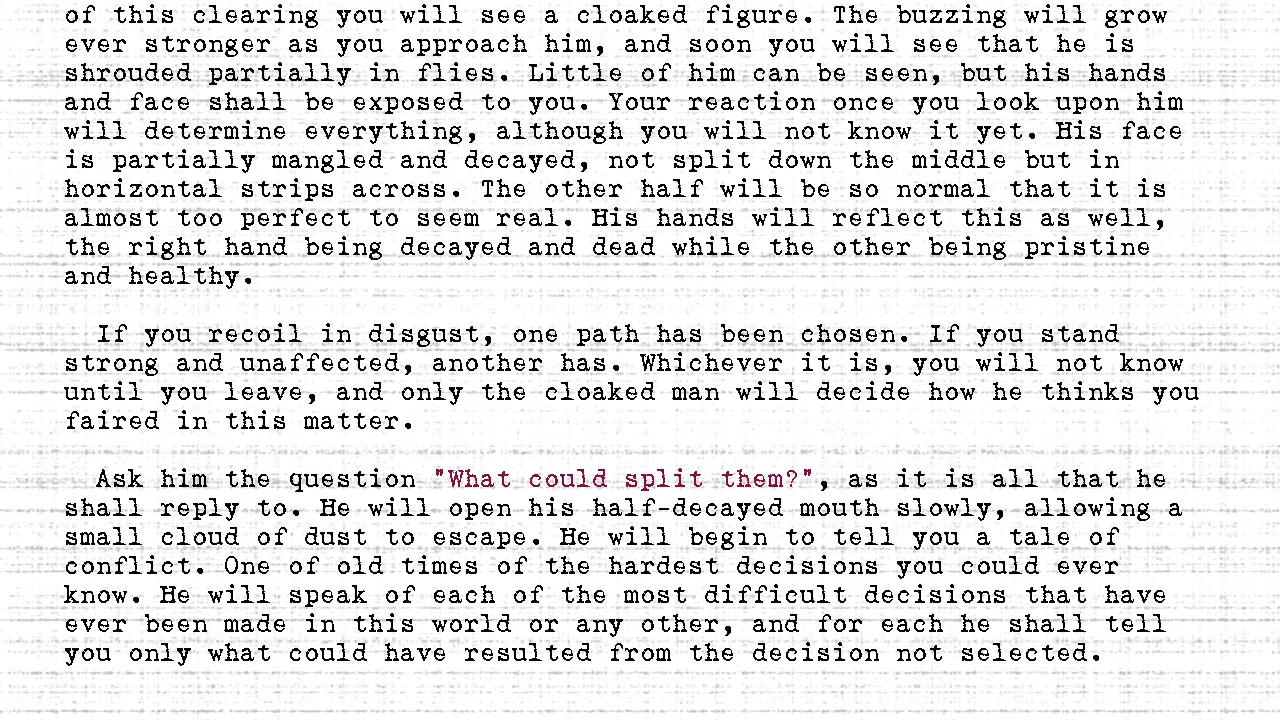 of this clearing you will see a cloaked figure. The buzzing will grow
ever stronger as you approach him, and soon you will see that he is
shrouded partially in flies. Little of him can be seen, but his hands
and face shall be exposed to you. Your reaction once you look upon him
will determine everything, although you will not know it yet. His face
is partially mangled and decayed, not split down the middle but in
horizontal strips across. The other half will be so normal that it is
almost too perfect to seem real. His hands will reflect this as well,
the right hand being decayed and dead while the other being pristine
and healthy.
If you recoil in disgust, one path has been chosen. If you stand
strong and unaffected, another has. Whichever it is, you will not know
until you leave, and only the cloaked man will decide how he thinks you
faired in this matter.
Ask him the question "What could split them?", as it is all that he
shall reply to. He will open his half-decayed mouth slowly, allowing a
small cloud of dust to escape. He will begin to tell you a tale of
conflict. One of old times of the hardest decisions you could ever
know. He will speak of each of the most difficult decisions that have
ever been made in this world or any other, and for each he shall tell
you only what could have resulted from the decision not selected.